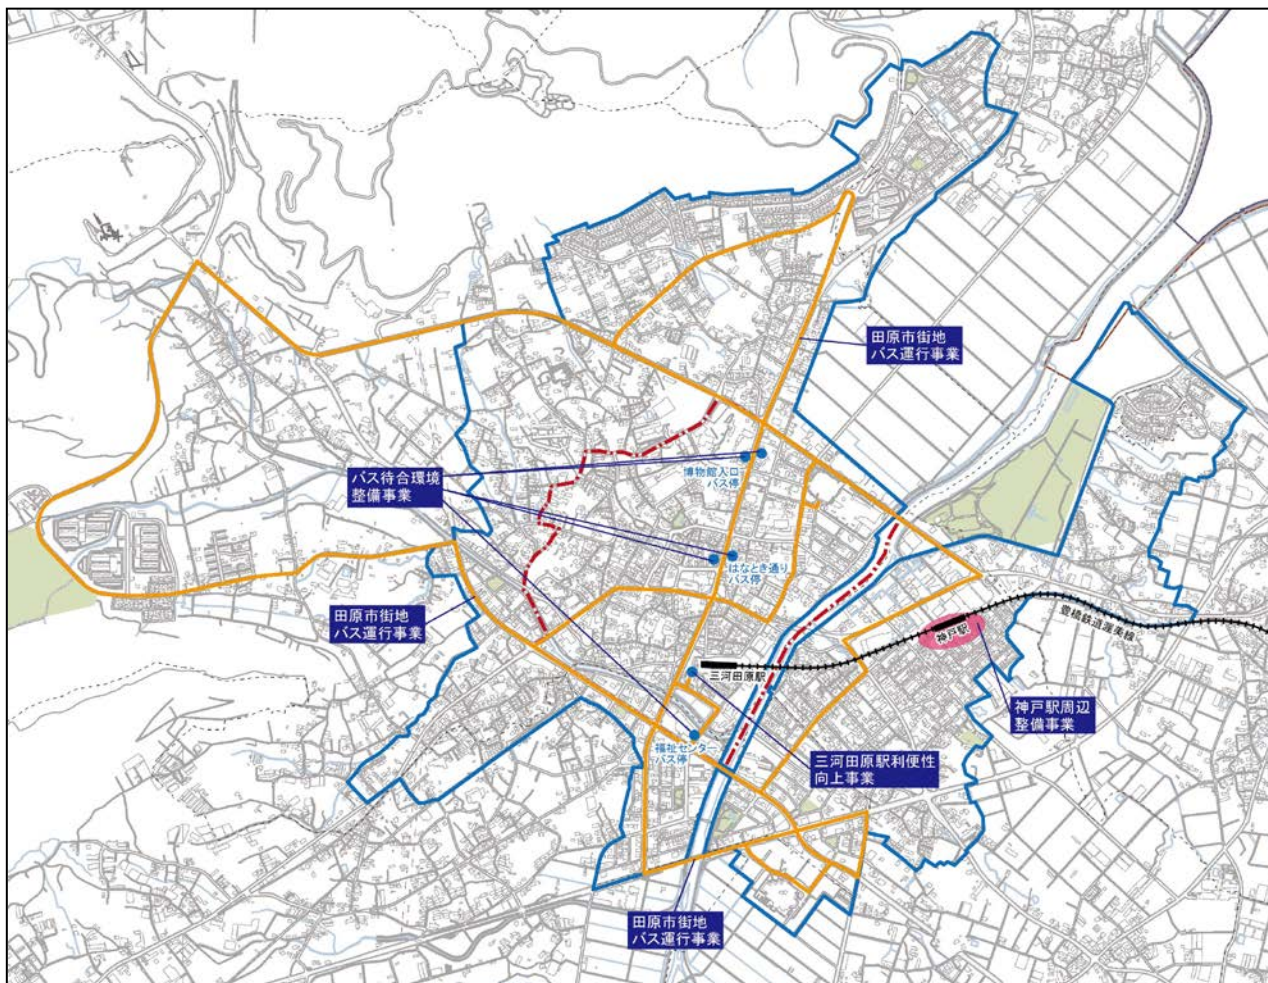 田原市街地
バス運行事業
博物館入口
バス停
バス待合環境
整備事業
はなとき通り
バス停
田原市街地
バス運行事業
豊橋鉄道渥美線
神戸駅
三河田原駅
神戸駅周辺
整備事業
福祉センター
バス停
三河田原駅利便性
向上事業
田原市街地
バス運行事業